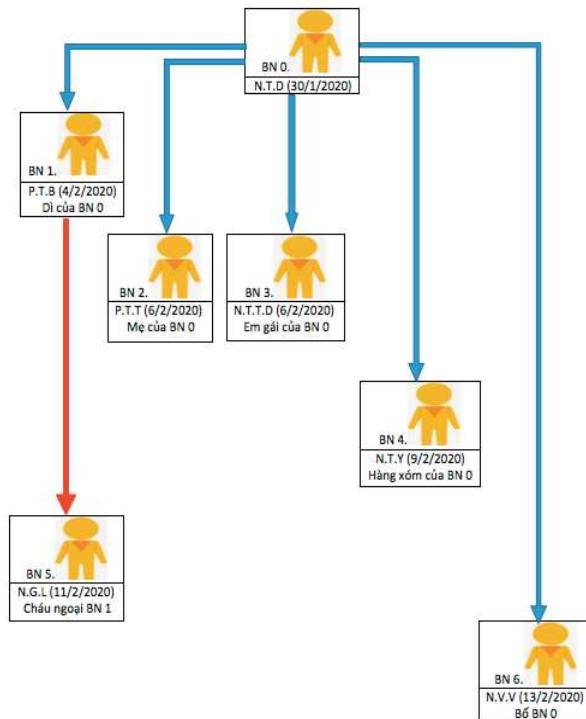 BN 0.
N.T.D (30/1/2020)
BN 1.
P.T.B (4/2/2020)
Dì của BN 0
BN 2.
P.T.T (6/2/2020)
Mẹ của BN 0
BN 3.
N.T.T.D (6/2/2020)
Em gái của BN 0
BN 4.
N.T.Y (9/2/2020)
Hàng xóm của BN 0
BN 5.
N.G.L (11/2/2020)
Cháu ngoại BN 1
BN 6.
N.V.V (13/2/2020)
Bố BN 0